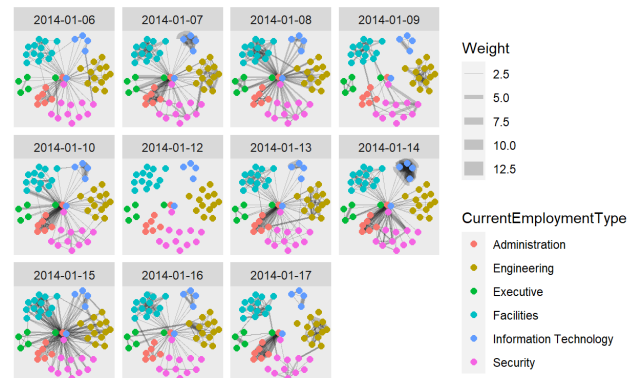 2014-01-06
2014-01-07
2014-01-08
2014-01-09
2014-01-10
2014-01-12
2014-01-13
2014-01-14
2014-01-15
2014-01-16
2014-01-17
Weight
2.5
5.0
7.5
10.0
12.5
CurrentEmploymentType
Administration
Engineering
Executive
Facilities
Information Technology
Security